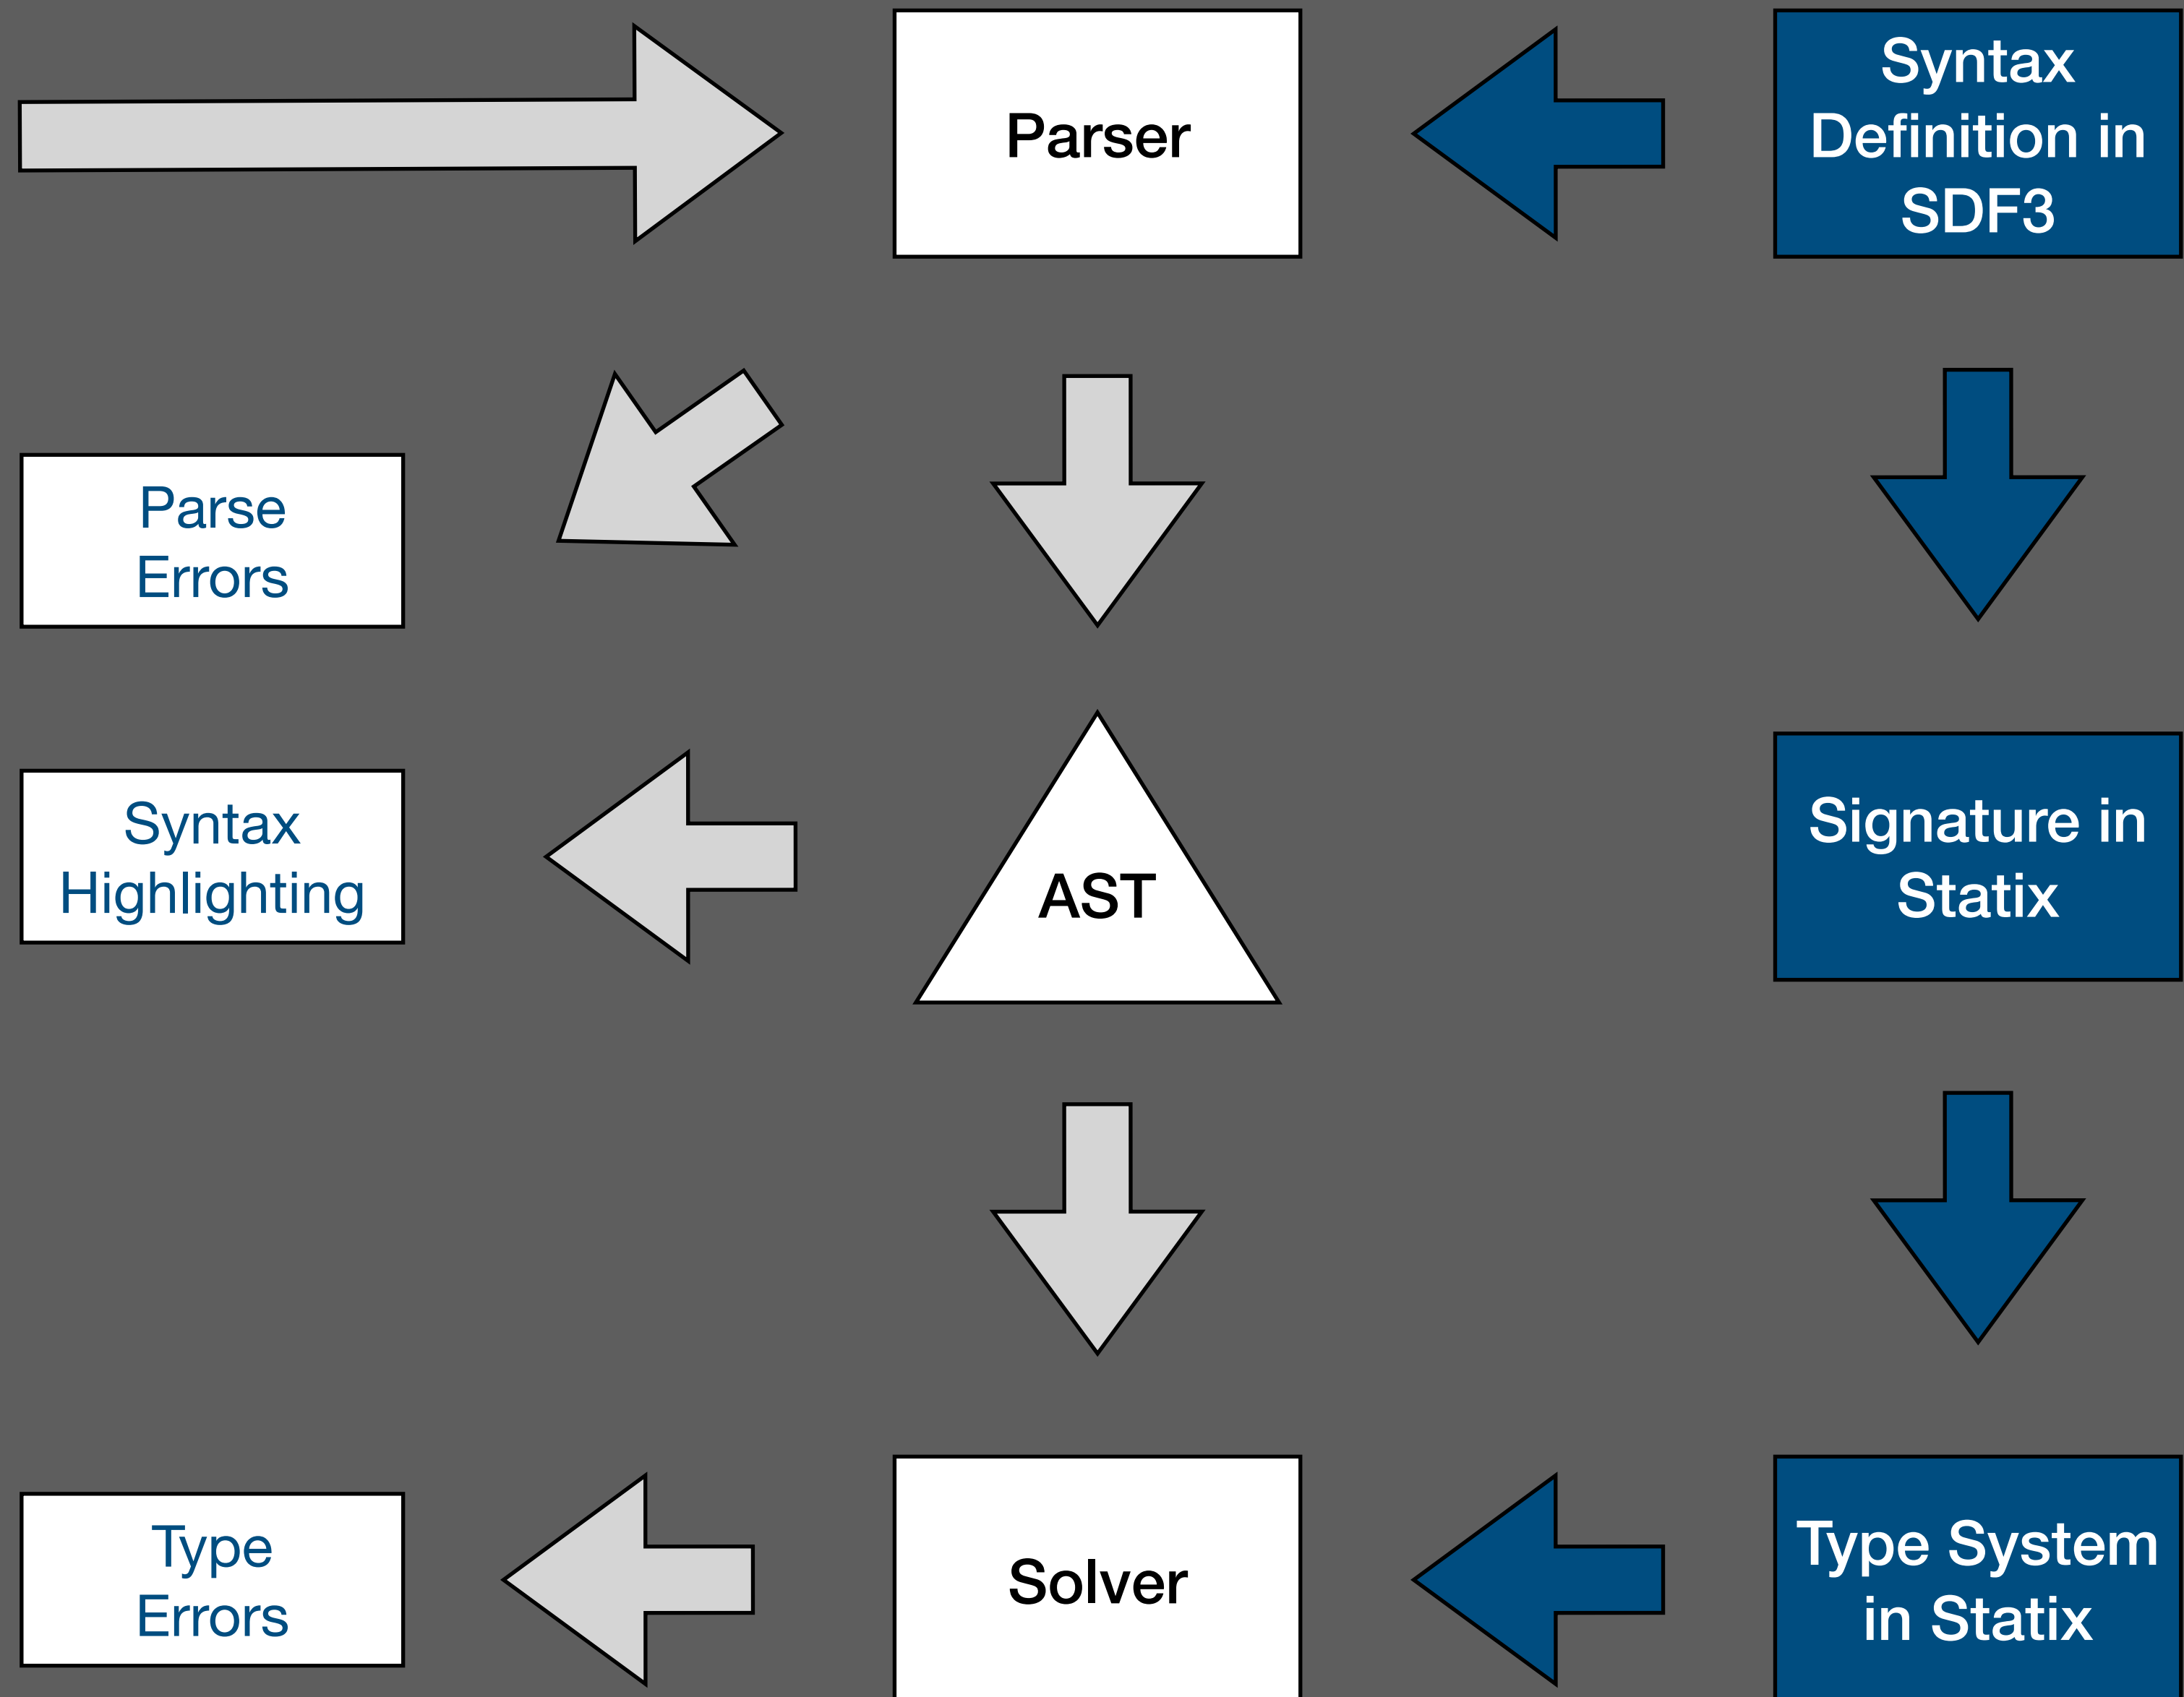 Parser
Syntax
Definition in
SDF3
Parse
Errors
Syntax
Highlighting
AST
Signature in
Statix
Type
Errors
Solver
Type System
in Statix